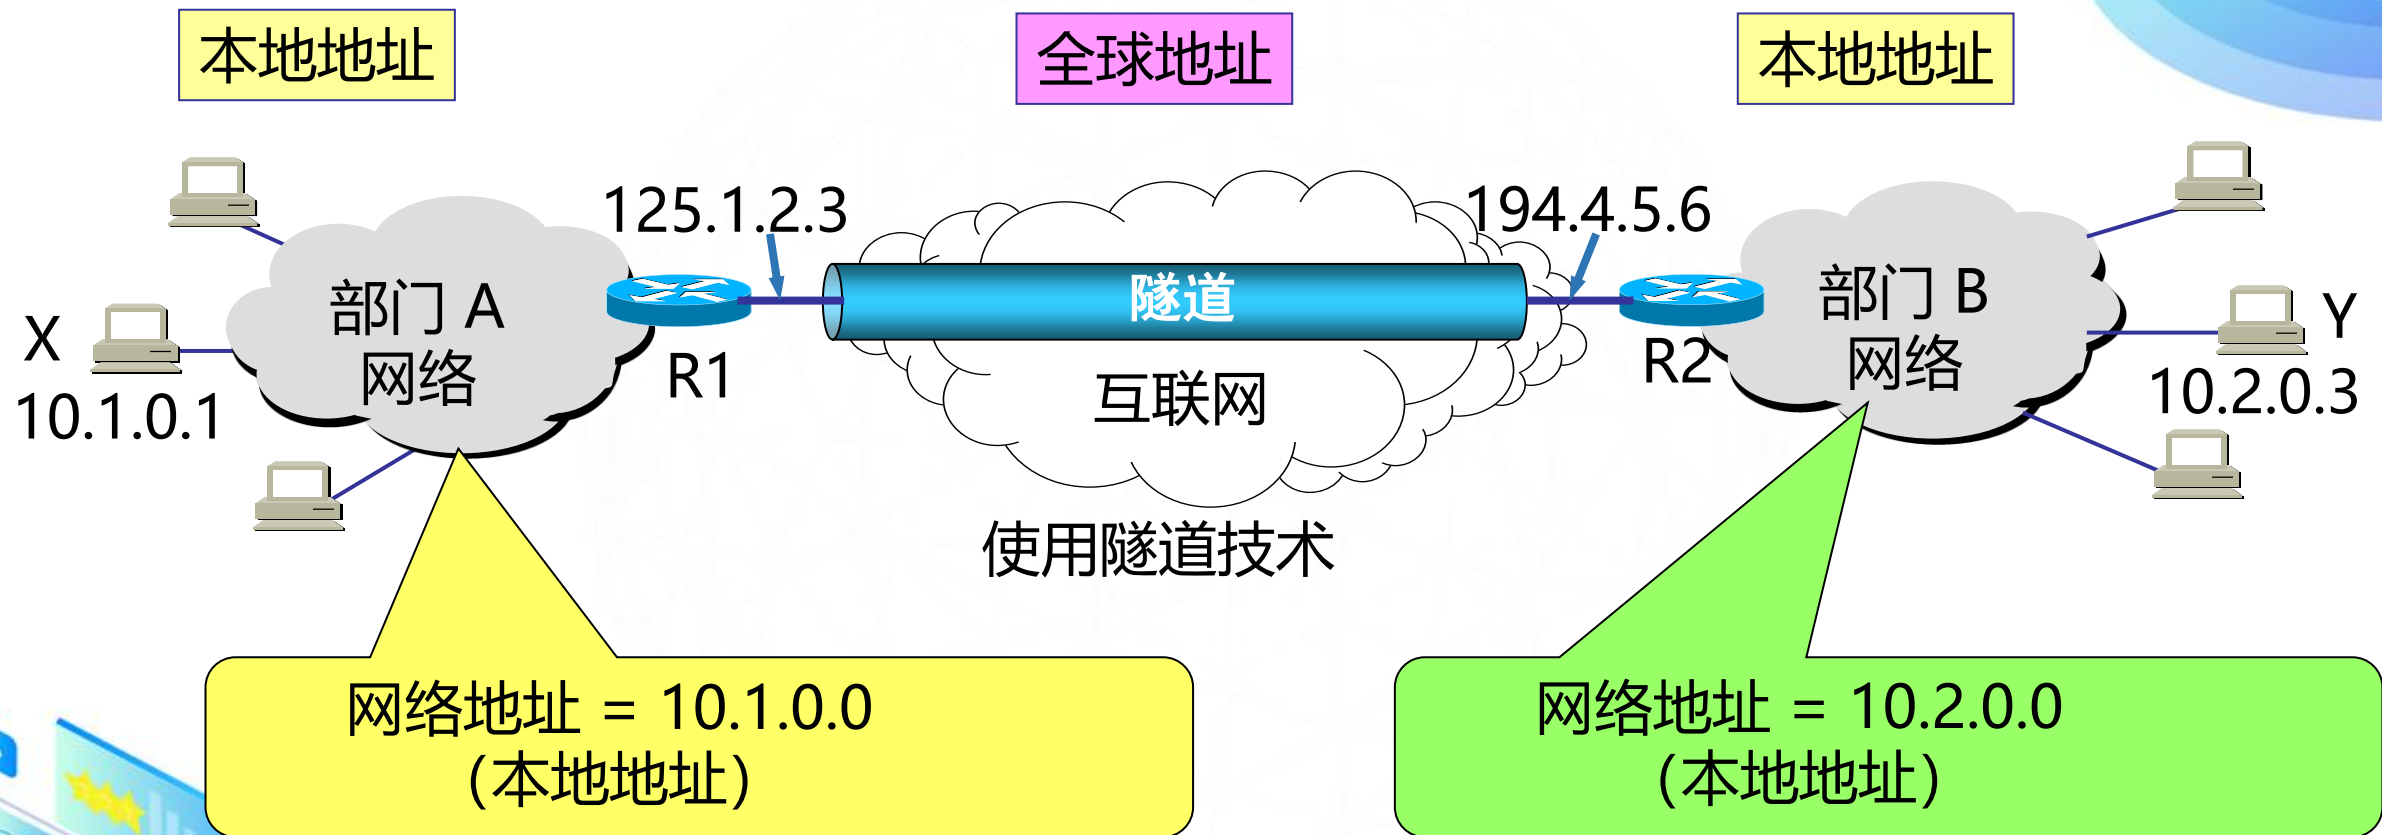 本地地址
全球地址
本地地址
125.1.2.3
194.4.5.6
隧道
部门 A
网络
部门 B
网络
X
Y
R1
R2
互联网
10.1.0.1
10.2.0.3
使用隧道技术
网络地址 = 10.1.0.0
（本地地址）
网络地址 = 10.2.0.0
（本地地址）